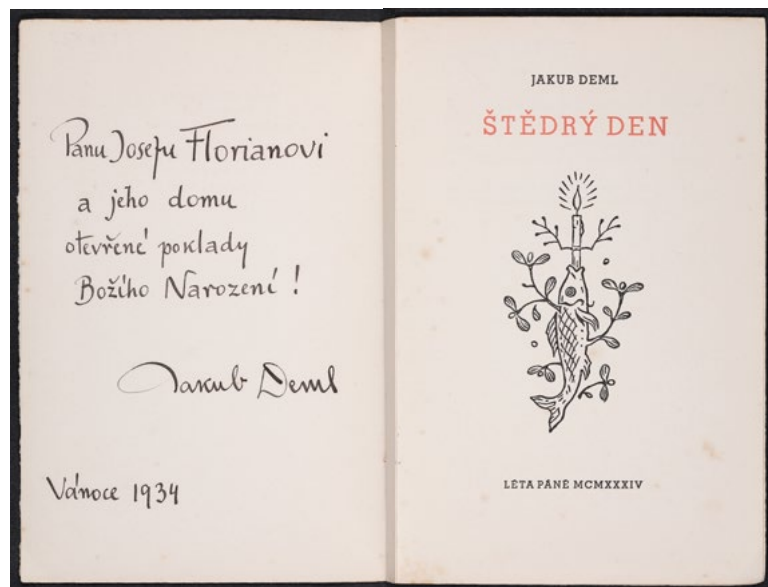 Panu Josefu Florianovi
a jeho domu
otevřené poklady
Božího Narození !
Jakub Deml
Vánoce 1934
JAKUB DEML
ŠTĚDRÝ DEN
LÉTA PÁNĚ MCMXXXIV